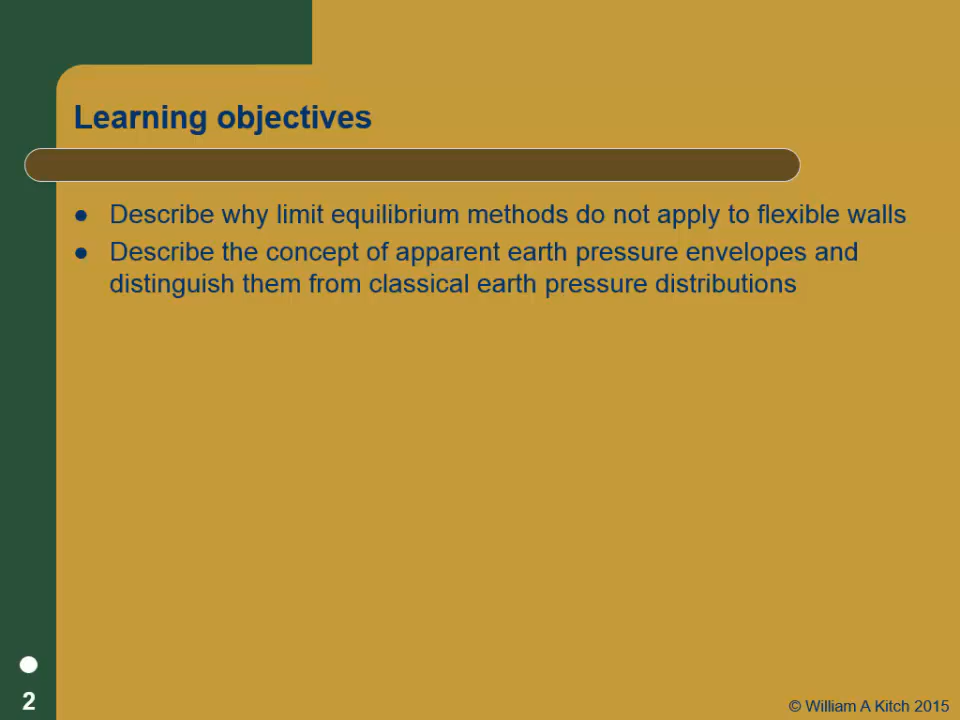 Learning objectives
● Describe why limit equilibrium methods do not apply to flexible walls
● Describe the concept of apparent earth pressure envelopes and
distinguish them from classical earth pressure distributions
2
© William A Kitch 2015